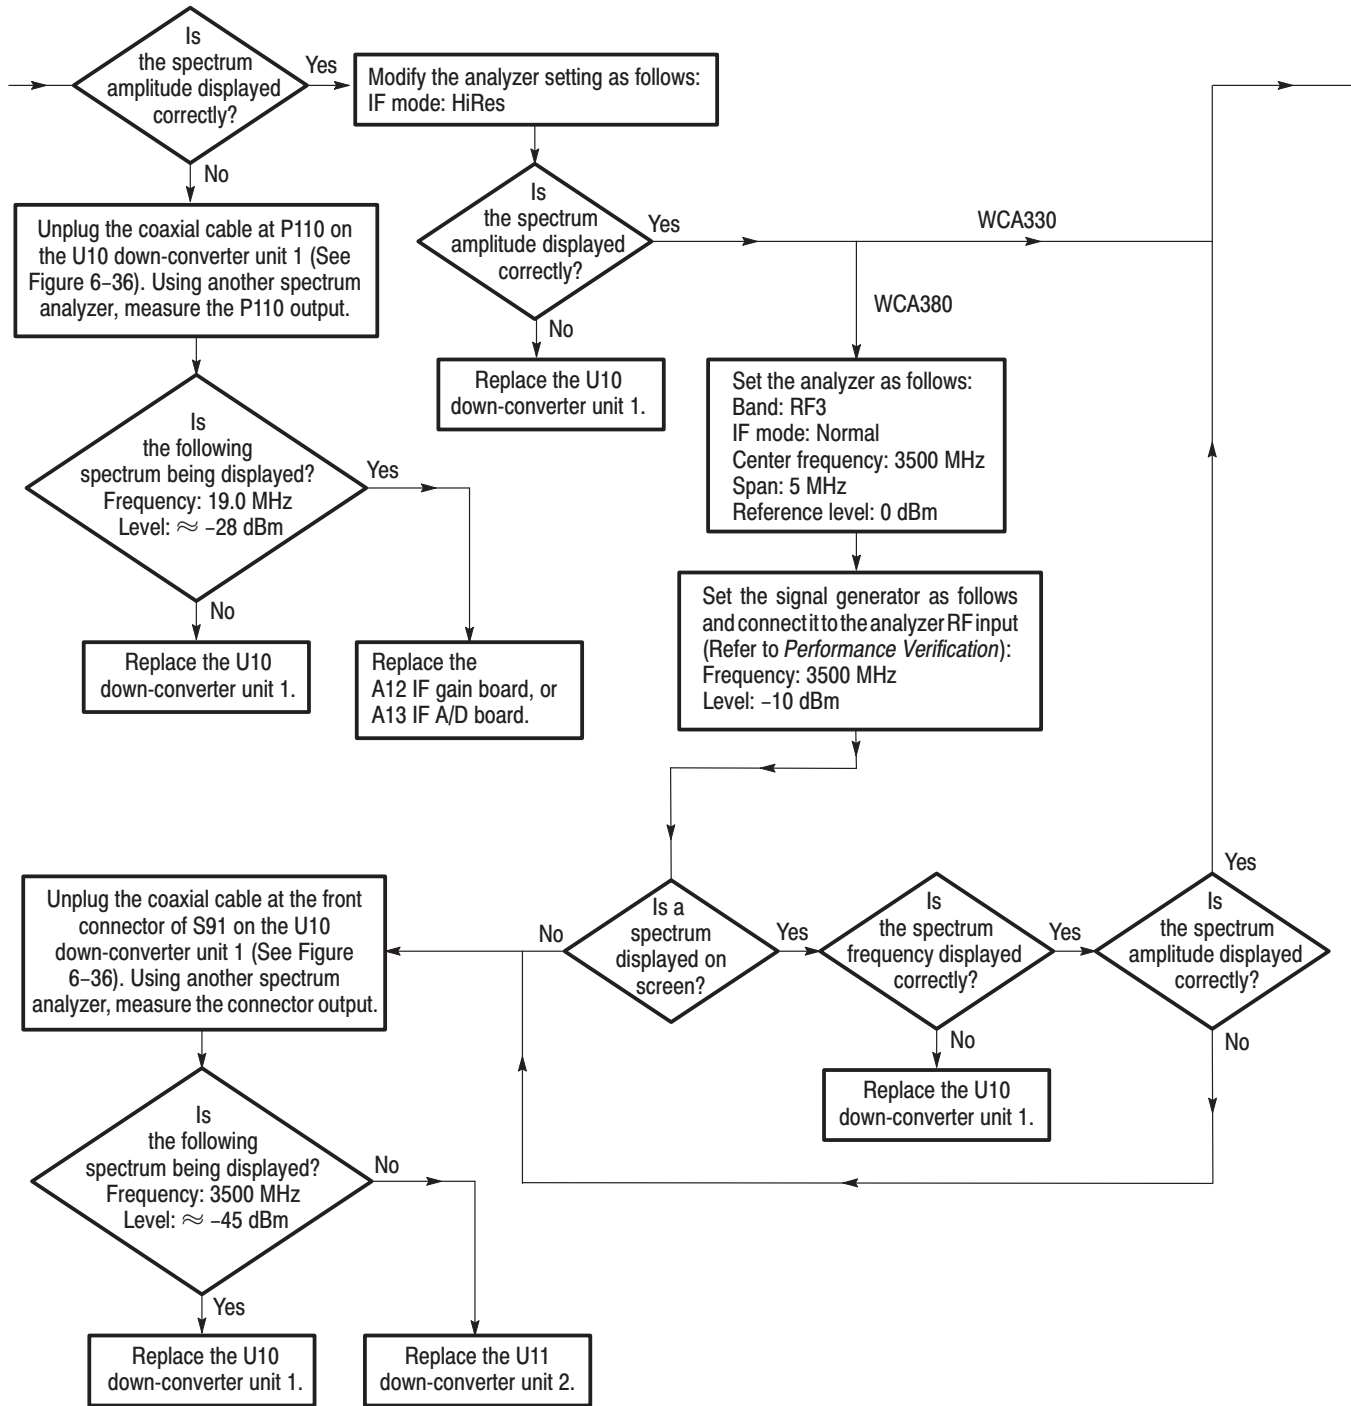 Is
the spectrum
amplitude displayed
correctly?
Yes
Modify the analyzer setting as follows:
IF mode: HiRes
No
Unplug the coaxial cable at P110 on
the U10 down-converter unit 1 (See
Figure 6–36). Using another spectrum
analyzer, measure the P110 output.
Is
the spectrum
amplitude displayed
correctly?
Yes
WCA330
WCA380
No
Replace the U10
down-converter unit 1.
Is
the following
spectrum being displayed?
Frequency: 19.0 MHz
Level: ≈ –28 dBm
Yes
No
Replace the U10
down-converter unit 1.
Replace the
A12 IF gain board, or
A13 IF A/D board.
Set the analyzer as follows:
Band: RF3
IF mode: Normal
Center frequency: 3500 MHz
Span: 5 MHz
Reference level: 0 dBm
Set the signal generator as follows
and connect it to the analyzer RF input
(Refer to Performance Verification):
Frequency: 3500 MHz
Level: –10 dBm
Unplug the coaxial cable at the front
connector of S91 on the U10
down-converter unit 1 (See Figure
6–36). Using another spectrum
analyzer, measure the connector output.
No
Is a
spectrum
displayed on
screen?
Yes
Is
the spectrum
frequency displayed
correctly?
Yes
Is
the spectrum
amplitude displayed
correctly?
Yes
No
No
Replace the U10
down-converter unit 1.
Is
the following
spectrum being displayed?
Frequency: 3500 MHz
Level: ≈ –45 dBm
No
Yes
Replace the U10
down-converter unit 1.
Replace the U11
down-converter unit 2.